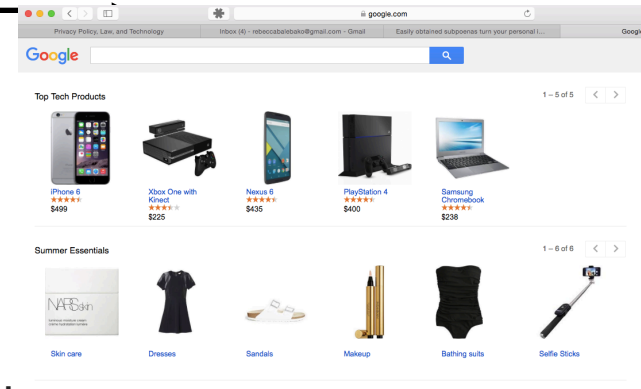 google.com
Privacy Policy, Law, and Technology
Inbox (4) - rebeccabalebako@gmail.com - Gmail
Easily obtained subpoenas turn your personal i...
Google
Google
Top Tech Products
1 – 5 of 5
iPhone 6
$499
Xbox One with
Kinect
$225
Nexus 6
$435
PlayStation 4
$400
Samsung
Chromebook
$238
Summer Essentials
1 – 6 of 6
NARSskin
Skin care
Dresses
Sandals
Makeup
Bathing suits
Selfie Sticks